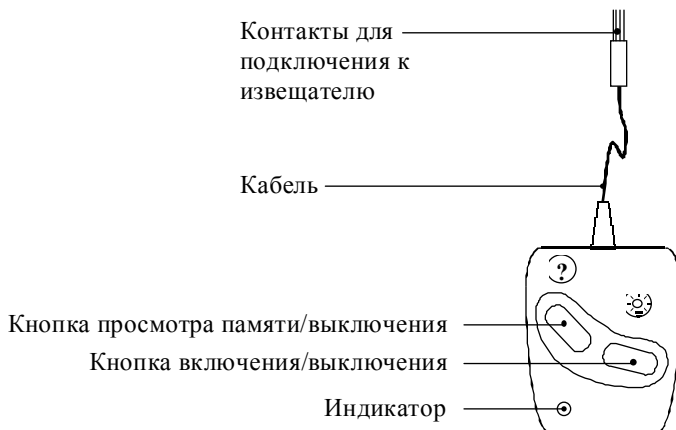 Контакты для
подключения к
извещателю
Кабель
?
Кнопка просмотра памяти/выключения
Кнопка включения/выключения
Индикатор